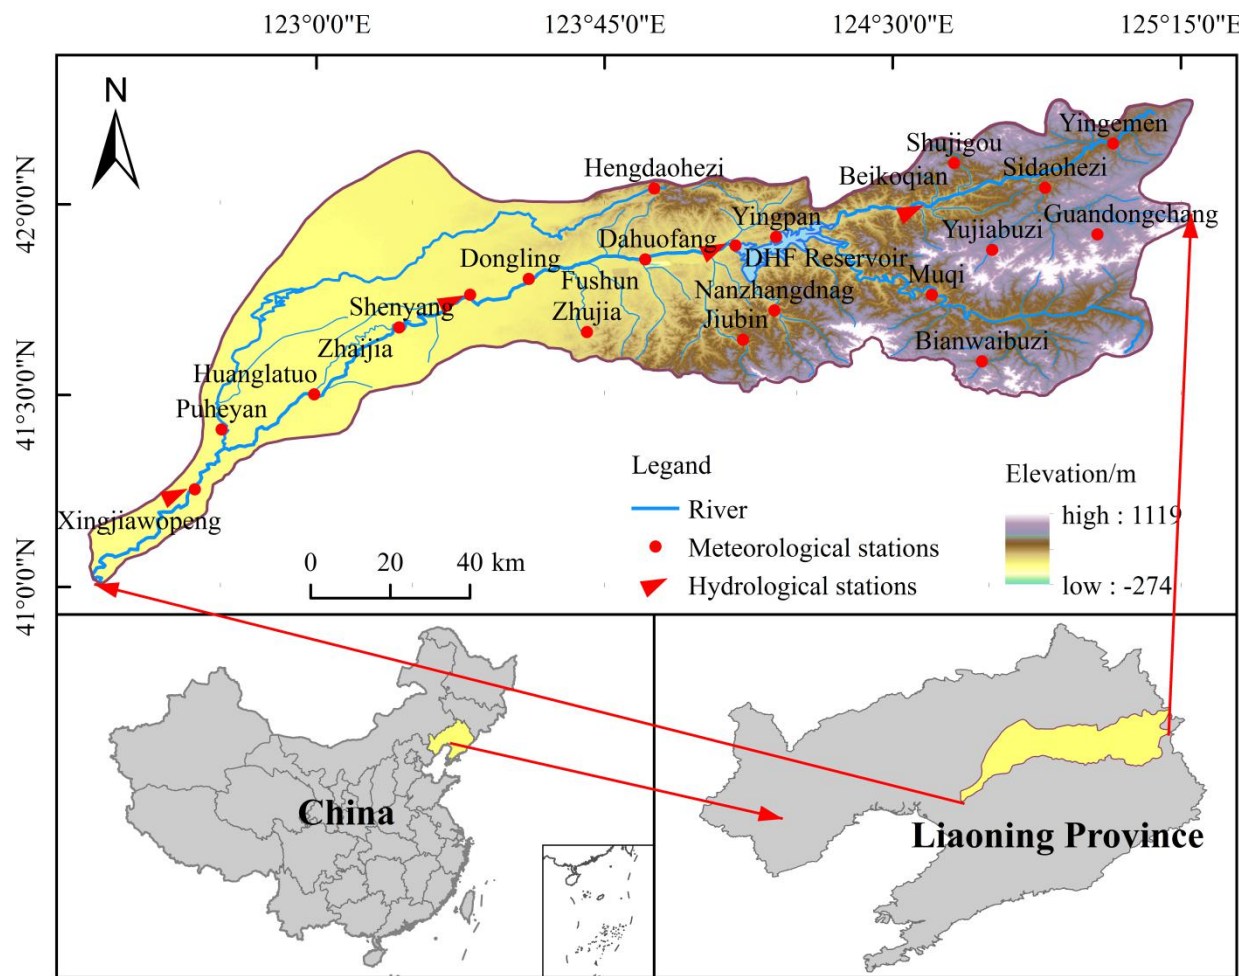 123°0'0"E
123°45'0"E
124°30'0"E
125°15'0"E
N
42°0'0"N
41°30'0"N
41°0'0"N
Yingemen
Shujigou
Sidaohezi
Hengdaohezi
Beikoqian
Guandongchang
Yingpan
Yujiabuzi
Dahuofang
DHF Reservoir
Dongling
Muqi
Fushun
Nanzhangdnag
Shenyang
Zhujia
Jiubin
Zhaijia
Bianwaibuzi
Huanglatuo
Puheyan
Xingjiawopeng
Legand
River
Meteorological stations
Hydrological stations
0 20 40 km
Elevation/m
high : 1119
low : -274
China
Liaoning Province